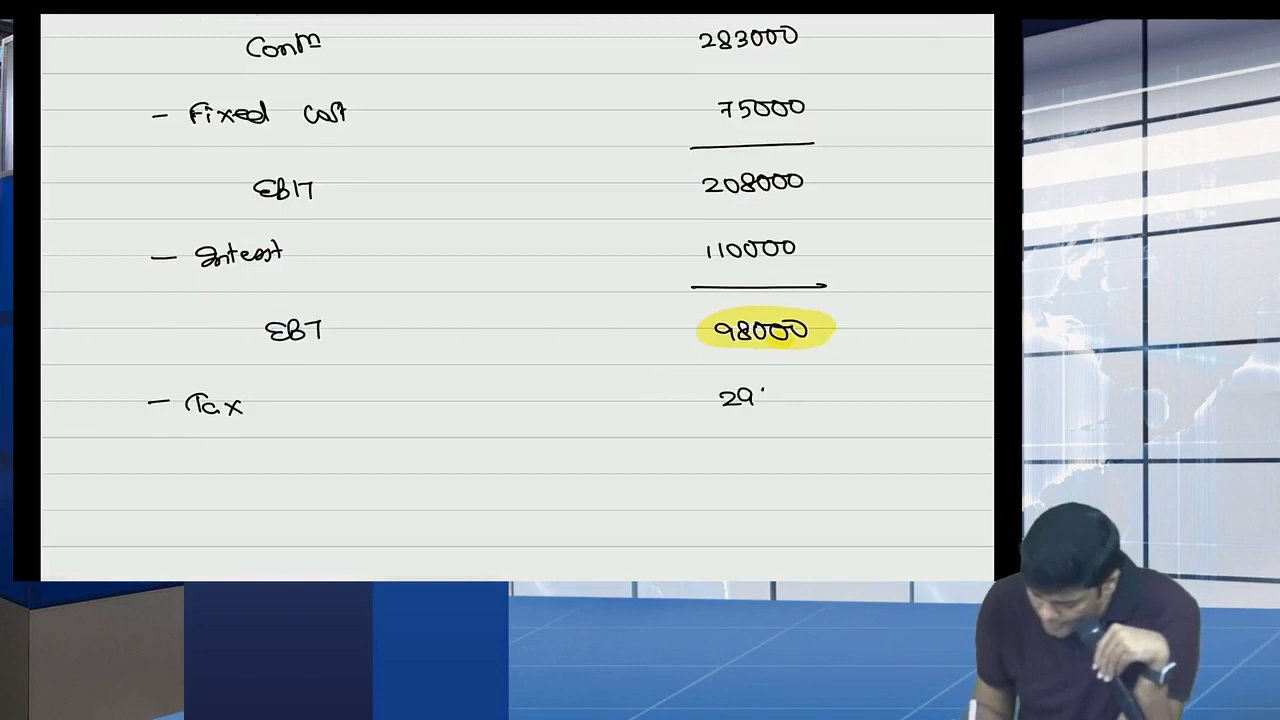 Contn 283000
- Fixed Cost 75000
EBIT 208000
- Interest 110000
EBT 98000
- Tax 29